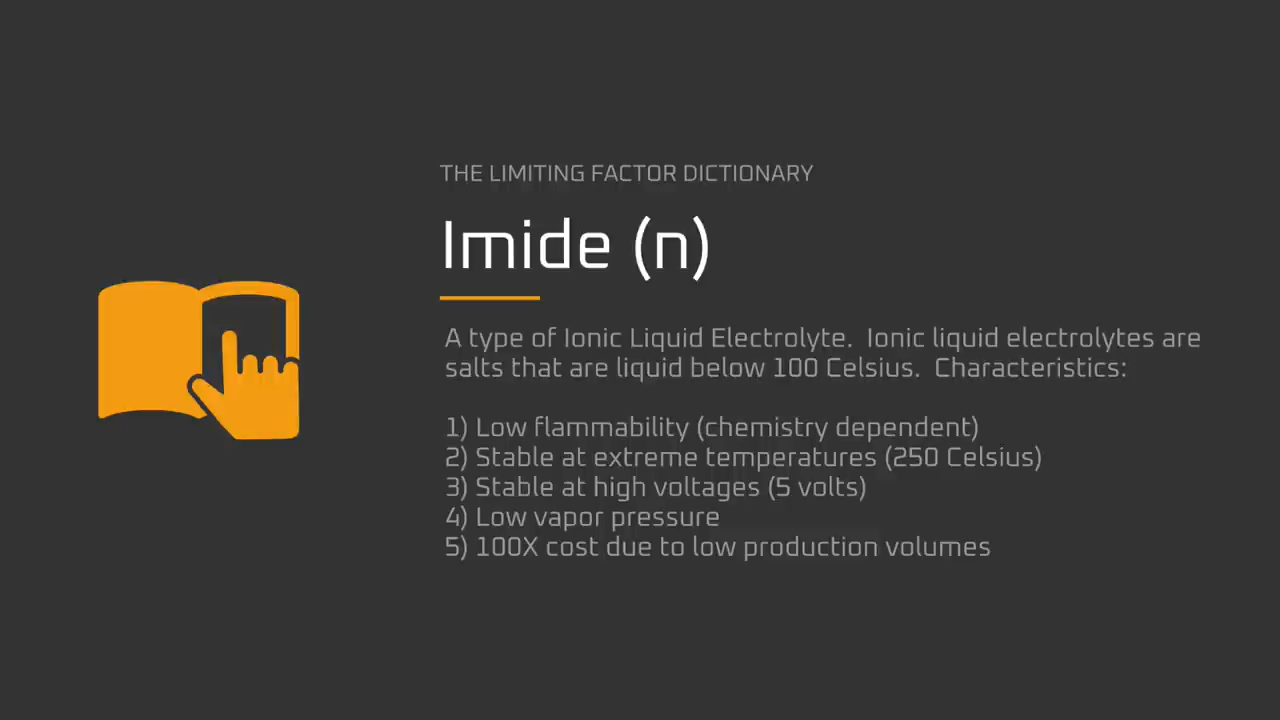 THE LIMITING FACTOR DICTIONARY
Imide (n)
A type of Ionic Liquid Electrolyte.  Ionic liquid electrolytes are
salts that are liquid below 100 Celsius.  Characteristics:
1) Low flammability (chemistry dependent)
2) Stable at extreme temperatures (250 Celsius)
3) Stable at high voltages (5 volts)
4) Low vapor pressure
5) 100X cost due to low production volumes